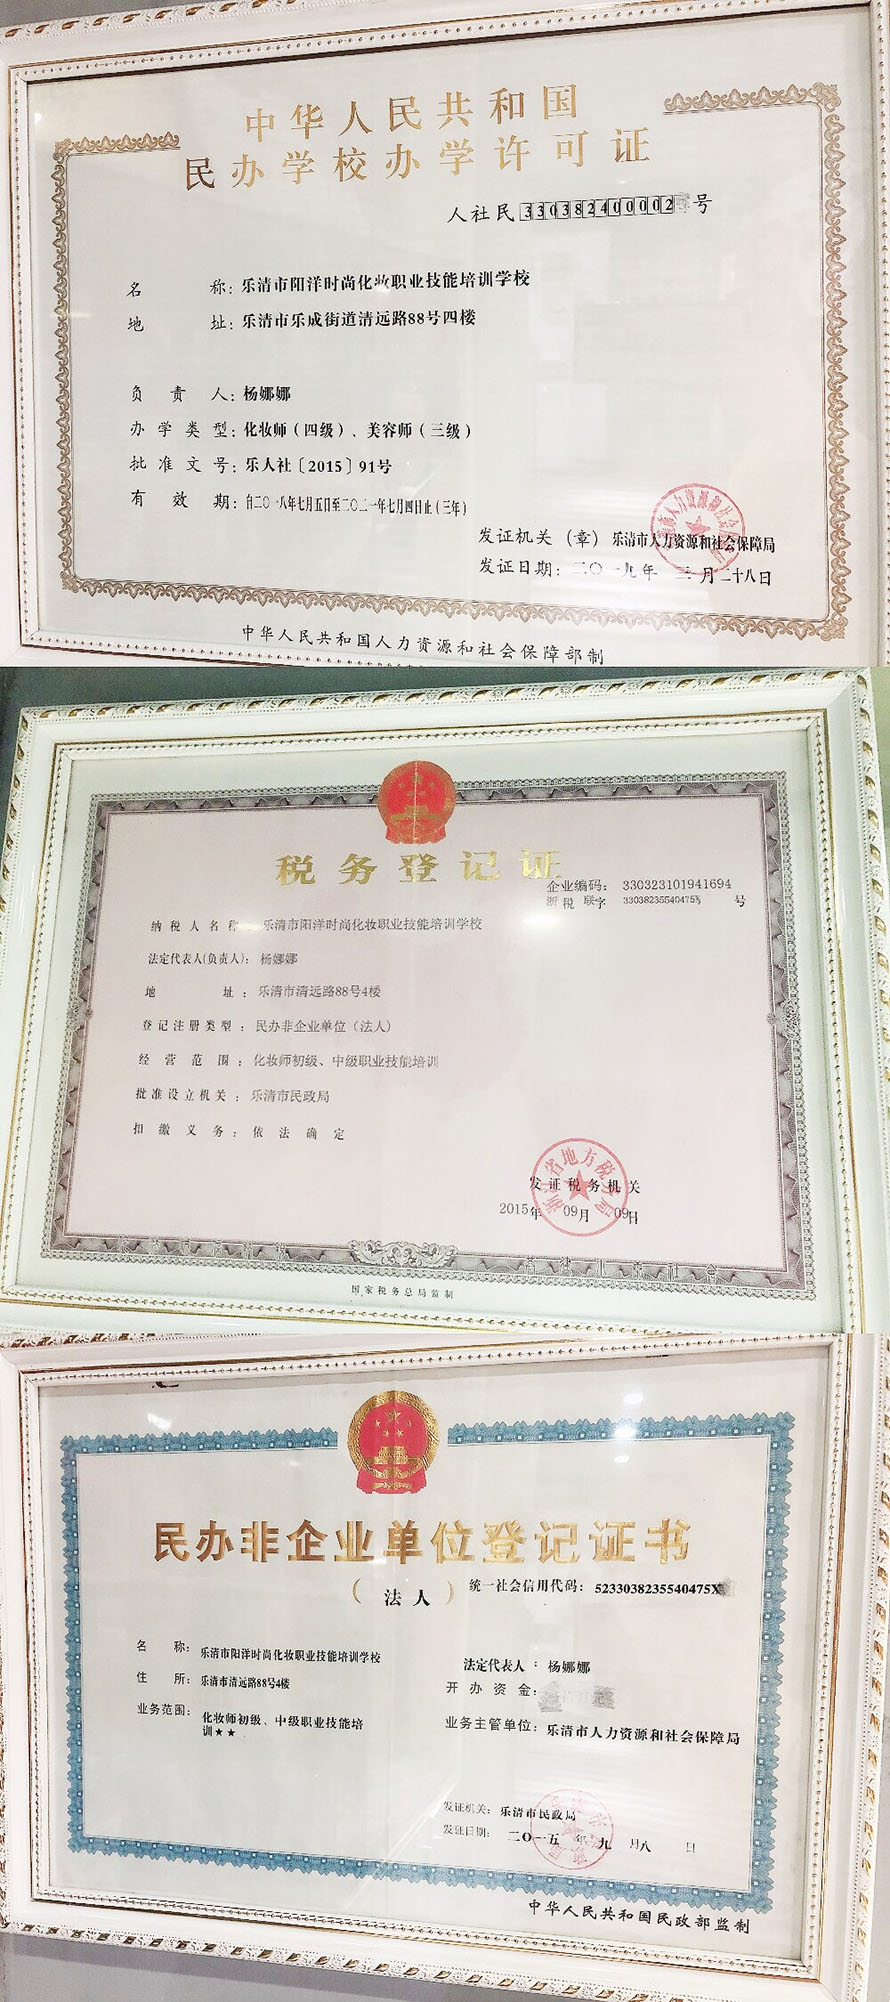 中华人民共和国
民办学校办学许可证
人社民3303824000002号
名称：乐清市阳洋时尚化妆职业技能培训学校
地址：乐清市乐成街道清远路88号四楼
负责人：杨娜娜
办学类型：化妆师（四级）、美容师（三级）
批准文号：乐人社〔2015〕91号
有效期：自二〇一八年七月五日至二〇二一年七月四日止（三年）
发证机关（章）乐清市人力资源和社会保障局
发证日期：二〇一九年 三月二十八日
中华人民共和国人力资源和社会保障部制
税务登记证
企业编码：330323101941694
浙税联字 33038235540475 号
纳税人名称：乐清市阳洋时尚化妆职业技能培训学校
法定代表人(负责人)：杨娜娜
地址：乐清市清远路88号4楼
登记注册类型：民办非企业单位（法人）
经营范围：化妆师初级、中级职业技能培训
批准设立机关：乐清市民政局
扣缴义务：依法确定
发证税务机关
2015年 09月 09日
国家税务总局监制
民办非企业单位登记证书
（法人）
统一社会信用代码：5233038235540475X
名称：乐清市阳洋时尚化妆职业技能培训学校
住所：乐清市清远路88号4楼
业务范围：化妆师初级、中级职业技能培
训★★
法定代表人：杨娜娜
开办资金：
业务主管单位：乐清市人力资源和社会保障局
发证机关：乐清市民政局
发证日期：二〇一五 年九 月八 日
中华人民共和国民政部监制